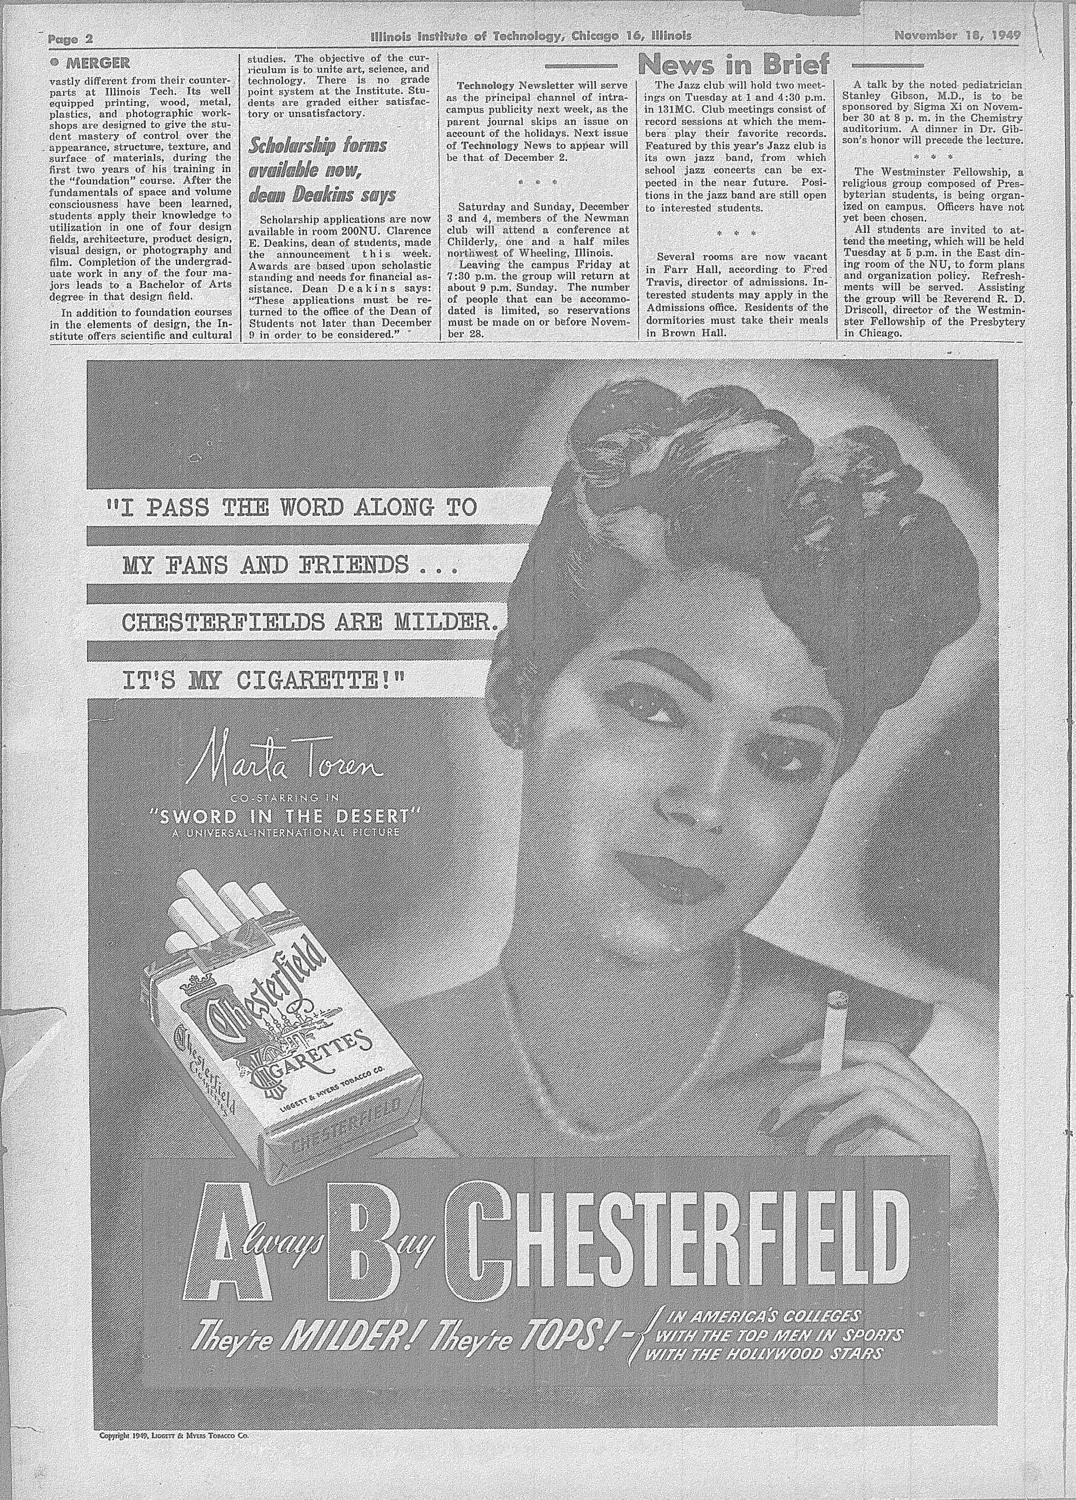 Page 2
Illinois Institute of Technology, Chicago 16, Illinois
November 18, 1949
• MERGER
vastly different from their counter-
parts at Illinois Tech. Its well
equipped printing, wood, metal,
plastics, and photographic work-
shops are designed to give the stu-
dent mastery of control over the
appearance, structure, texture, and
surface of materials, during the
first two years of his training in
the "foundation" course. After the
fundamentals of space and volume
consciousness have been learned,
students apply their knowledge to
utilization in one of four design
fields, architecture, product design,
visual design, or photography and
film. Completion of the undergrad-
uate work in any of the four ma-
jors leads to a Bachelor of Arts
degree in that design field.
In addition to foundation courses
in the elements of design, the In-
stitute offers scientific and cultural
studies. The objective of the cur-
riculum is to unite art, science, and
technology. There is no grade
point system at the Institute. Stu-
dents are graded either satisfac-
tory or unsatisfactory.
Scholarship forms
available now,
dean Deakins says
Scholarship applications are now
available in room 200NU. Clarence
E. Deakins, dean of students, made
the announcement this week.
Awards are based upon scholastic
standing and needs for financial as-
sistance. Dean Deakins says:
"These applications must be re-
turned to the office of the Dean of
Students not later than December
9 in order to be considered."
News in Brief
Technology Newsletter will serve
as the principal channel of intra-
campus publicity next week, as the
parent journal skips an issue on
account of the holidays. Next issue
of Technology News to appear will
be that of December 2.
* * *
Saturday and Sunday, December
3 and 4, members of the Newman
club will attend a conference at
Childerly, one and a half miles
northwest of Wheeling, Illinois.
Leaving the campus Friday at
7:30 p.m. the group will return at
about 9 p.m. Sunday. The number
of people that can be accommo-
dated is limited, so reservations
must be made on or before Novem-
ber 28.
The Jazz club will hold two meet-
ings on Tuesday at 1 and 4:30 p.m.
in 131MC. Club meetings consist of
record sessions at which the mem-
bers play their favorite records.
Featured by this year's Jazz club is
its own jazz band, from which
school jazz concerts can be ex-
pected in the near future. Posi-
tions in the jazz band are still open
to interested students.
* * *
Several rooms are now vacant
in Farr Hall, according to Fred
Travis, director of admissions. In-
terested students may apply in the
Admissions office. Residents of the
dormitories must take their meals
in Brown Hall.
A talk by the noted pediatrician
Stanley Gibson, M.D., is to be
sponsored by Sigma Xi on Novem-
ber 30 at 8 p. m. in the Chemistry
auditorium. A dinner in Dr. Gib-
son's honor will precede the lecture.
* * *
The Westminster Fellowship, a
religious group composed of Pres-
byterian students, is being organ-
ized on campus. Officers have not
yet been chosen.
All students are invited to at-
tend the meeting, which will be held
Tuesday at 5 p.m. in the East din-
ing room of the NU, to form plans
and organization policy. Refresh-
ments will be served. Assisting
the group will be Reverend R. D.
Driscoll, director of the Westmin-
ster Fellowship of the Presbytery
in Chicago.
"I PASS THE WORD ALONG TO
MY FANS AND FRIENDS . . .
CHESTERFIELDS ARE MILDER.
IT'S MY CIGARETTE!"
Marta Toren
CO-STARRING IN
"SWORD IN THE DESERT"
A UNIVERSAL-INTERNATIONAL PICTURE
Chesterfield
CIGARETTES
LIGGETT & MYERS TOBACCO CO.
Chesterfield
Cigarettes
CHESTERFIELD
Always Buy CHESTERFIELD
They're MILDER! They're TOPS!-
IN AMERICA'S COLLEGES
WITH THE TOP MEN IN SPORTS
WITH THE HOLLYWOOD STARS
Copyright 1949, LIGGETT & MYERS TOBACCO CO.